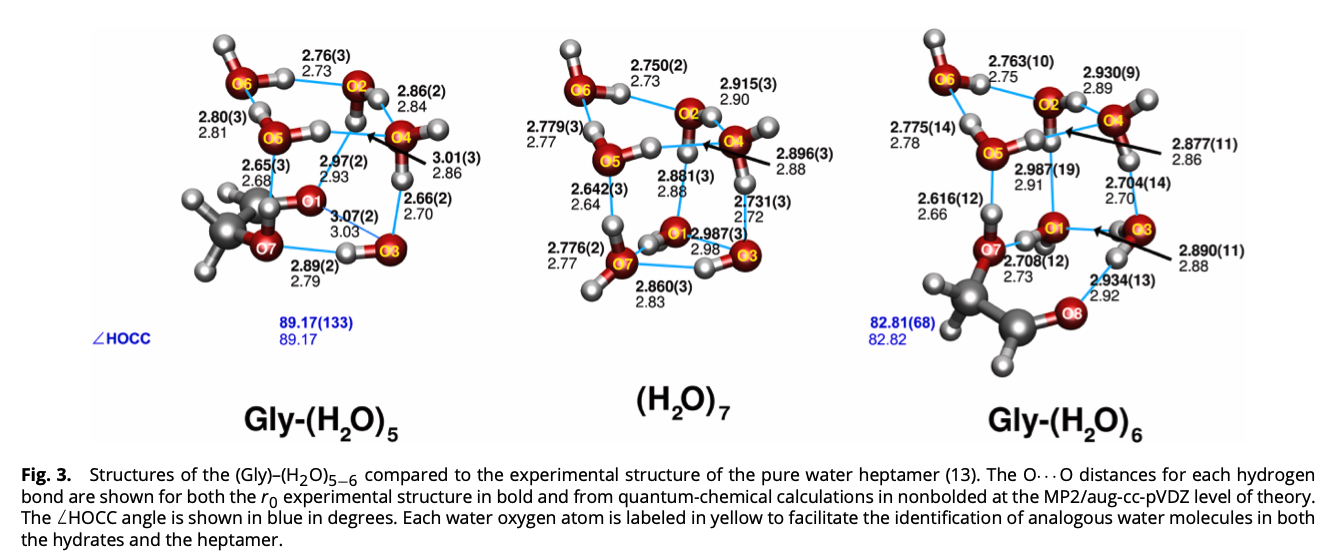 2.76(3)
2.73
2.86(2)
2.84
2.80(3)
2.81
2.65(3)
2.68
2.97(2)
2.93
3.01(3)
2.86
2.66(2)
2.70
3.07(2)
3.03
2.89(2)
2.79
O6
O2
O5
O4
O1
O7
O3
89.17(133)
89.17
∠HOCC
Gly-(H₂O)₅
2.750(2)
2.73
2.915(3)
2.90
2.779(3)
2.77
2.896(3)
2.88
2.642(3)
2.64
2.881(3)
2.88
2.731(3)
2.72
2.987(3)
2.98
2.776(2)
2.77
2.860(3)
2.83
O6
O2
O4
O5
O1
O7
O3
(H₂O)₇
2.763(10)
2.75
2.930(9)
2.89
2.775(14)
2.78
2.877(11)
2.86
2.987(19)
2.91
2.704(14)
2.70
2.616(12)
2.66
2.708(12)
2.73
2.890(11)
2.88
2.934(13)
2.92
O6
O2
O4
O5
O1
O3
O7
O8
82.81(68)
82.82
Gly-(H₂O)₆
Fig. 3. Structures of the (Gly)–(H₂O)₅₋₆ compared to the experimental structure of the pure water heptamer (13). The O···O distances for each hydrogen
bond are shown for both the r₀ experimental structure in bold and from quantum-chemical calculations in nonbolded at the MP2/aug-cc-pVDZ level of theory.
The ∠HOCC angle is shown in blue in degrees. Each water oxygen atom is labeled in yellow to facilitate the identification of analogous water molecules in both
the hydrates and the heptamer.